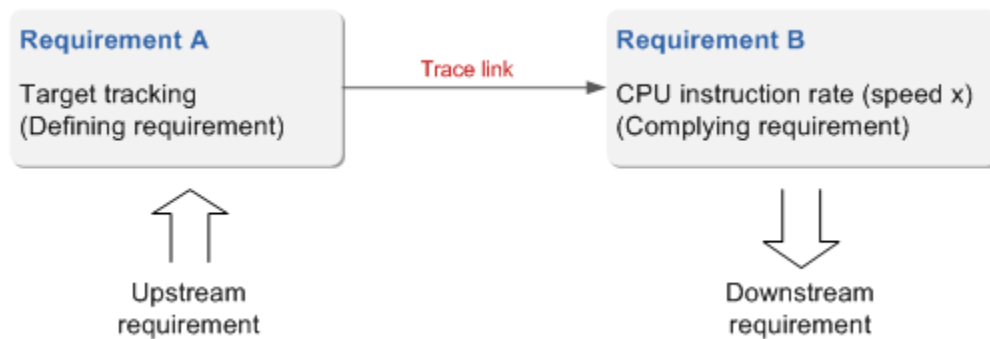 Requirement A
Target tracking
(Defining requirement)
Trace link
Requirement B
CPU instruction rate (speed x)
(Complying requirement)
Upstream
requirement
Downstream
requirement